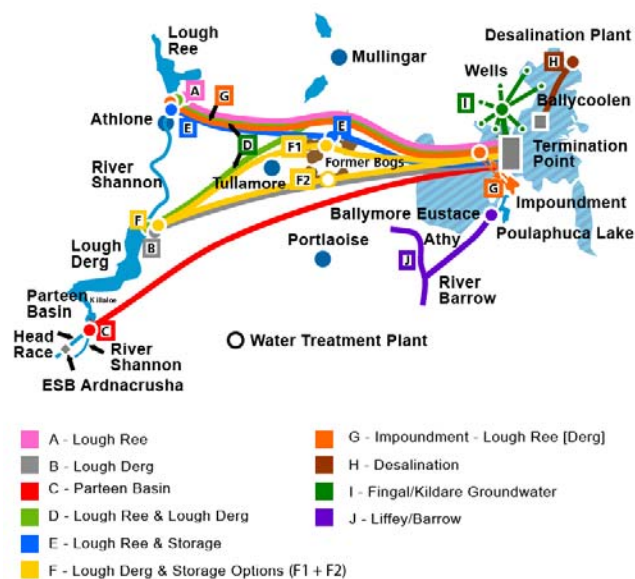 Lough
Ree
Mullingar
Desalination Plant
H
Wells
A
G
I
Ballycoolen
Athlone
E
E
D
F1
Former Bogs
Termination
Point
River
Shannon
Tullamore
F2
G
Impoundment
F
Ballymore Eustace
Poulaphuca Lake
B
Lough
Derg
Portlaoise
Athy
J
River
Barrow
Parteen
Basin
Killaloe
C
Head
Race
River
Shannon
Water Treatment Plant
ESB Ardnacrusha
A - Lough Ree
B - Lough Derg
C - Parteen Basin
D - Lough Ree & Lough Derg
E - Lough Ree & Storage
F - Lough Derg & Storage Options (F1 + F2)
G - Impoundment - Lough Ree [Derg]
H - Desalination
I - Fingal/Kildare Groundwater
J - Liffey/Barrow